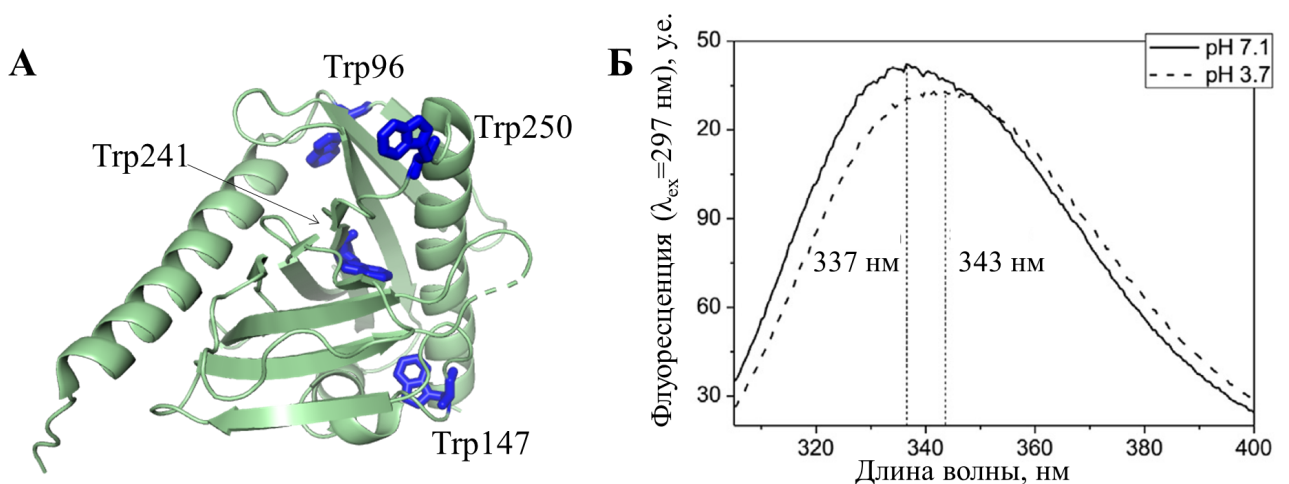 А
Trp96
Trp250
Trp241
Trp147
Б
Флуоресценция (λex=297 нм), у.е.
50
20
90
60
30
pH 7.1
pH 3.7
337 нм
343 нм
320
340
360
380
400
Длина волны, нм